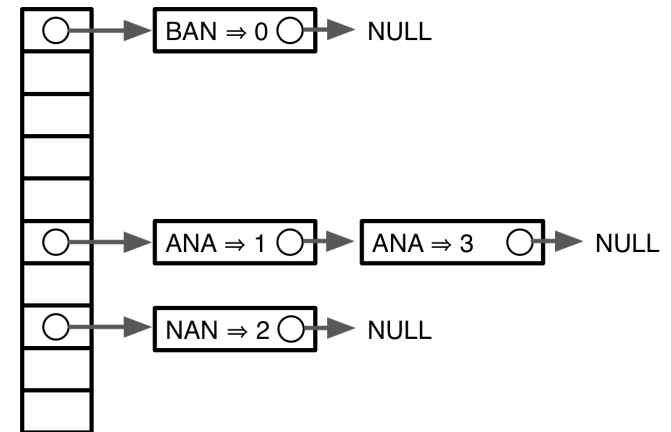 BAN ⇒ 0 NULL
ANA ⇒ 1 ANA ⇒ 3 NULL
NAN ⇒ 2 NULL